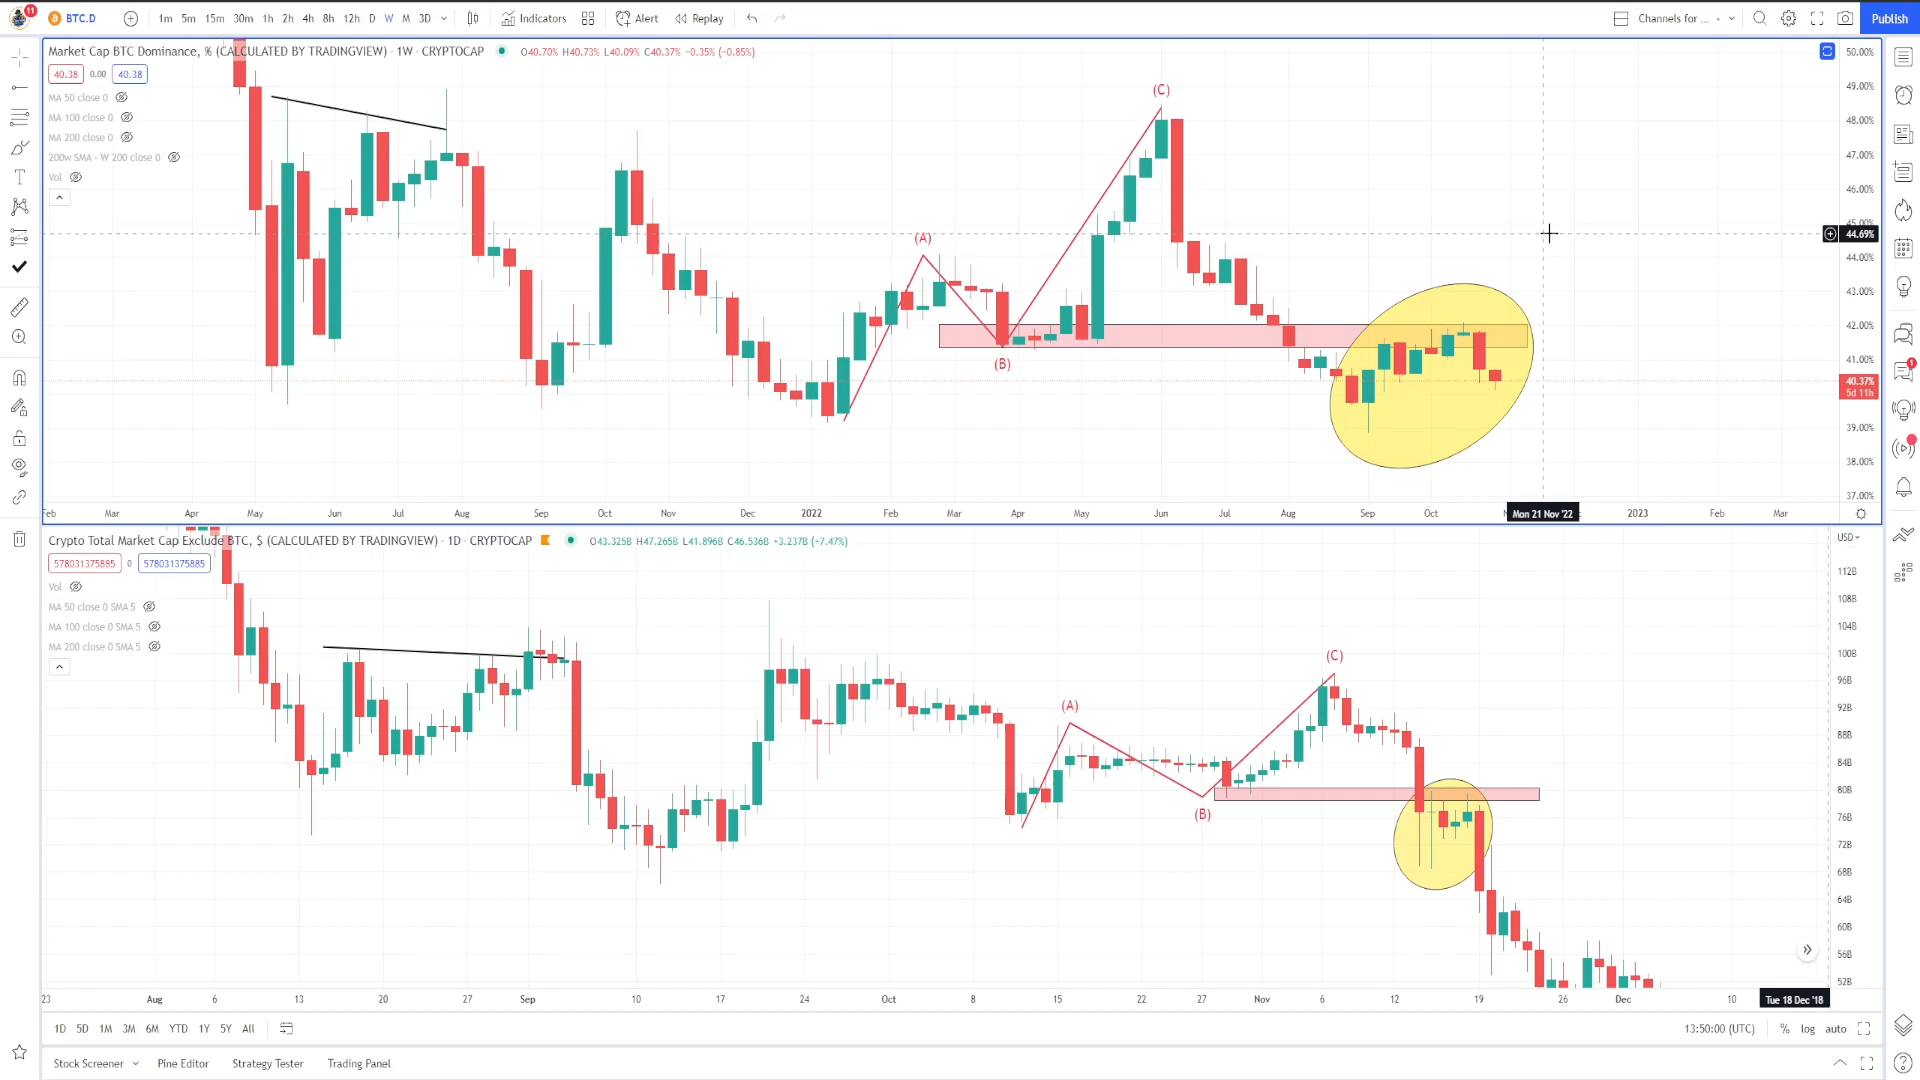 11 BTC.D 1m 5m 15m 30m 1h 2h 4h 8h 12h D W M 3D Indicators Alert Replay Channels for ... Publish
Market Cap BTC Dominance, % (CALCULATED BY TRADINGVIEW) · 1W · CRYPTOCAP O40.70% H40.73% L40.09% C40.37% −0.35% (−0.85%)
40.38 0.00 40.38
MA 50 close 0
MA 100 close 0
MA 200 close 0
200w SMA - W 200 close 0
Vol
(A)
(B)
(C)
50.00%
49.00%
48.00%
47.00%
46.00%
45.00%
44.69%
44.00%
43.00%
42.00%
41.00%
40.37%
5d 11h
39.00%
38.00%
37.00%
Feb Mar Apr May Jun Jul Aug Sep Oct Nov Dec 2022 Feb Mar Apr May Jun Jul Aug Sep Oct Mon 21 Nov '22 2023 Feb Mar
Crypto Total Market Cap Exclude BTC, $ (CALCULATED BY TRADINGVIEW) · 1D · CRYPTOCAP O43.325B H47.265B L41.896B C46.536B +3.237B (+7.47%)
578031375885 0 578031375885
Vol
MA 50 close 0 SMA 5
MA 100 close 0 SMA 5
MA 200 close 0 SMA 5
(A)
(B)
(C)
USD
112B
108B
104B
100B
96B
92B
88B
84B
80B
76B
72B
68B
64B
60B
56B
52B
23 Aug 6 13 20 27 Sep 10 17 24 Oct 8 15 22 27 Nov 6 12 19 26 Dec 10 Tue 18 Dec '18
1D 5D 1M 3M 6M YTD 1Y 5Y All 13:50:00 (UTC) % log auto
Stock Screener Pine Editor Strategy Tester Trading Panel
1